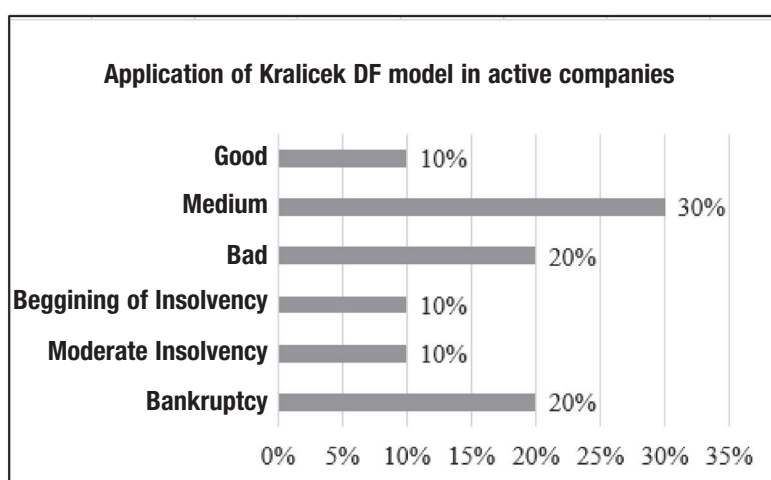 Application of Kralicek DF model in active companies
Good 10%
Medium 30%
Bad 20%
Beggining of Insolvency 10%
Moderate Insolvency 10%
Bankruptcy 20%
0% 5% 10% 15% 20% 25% 30% 35%